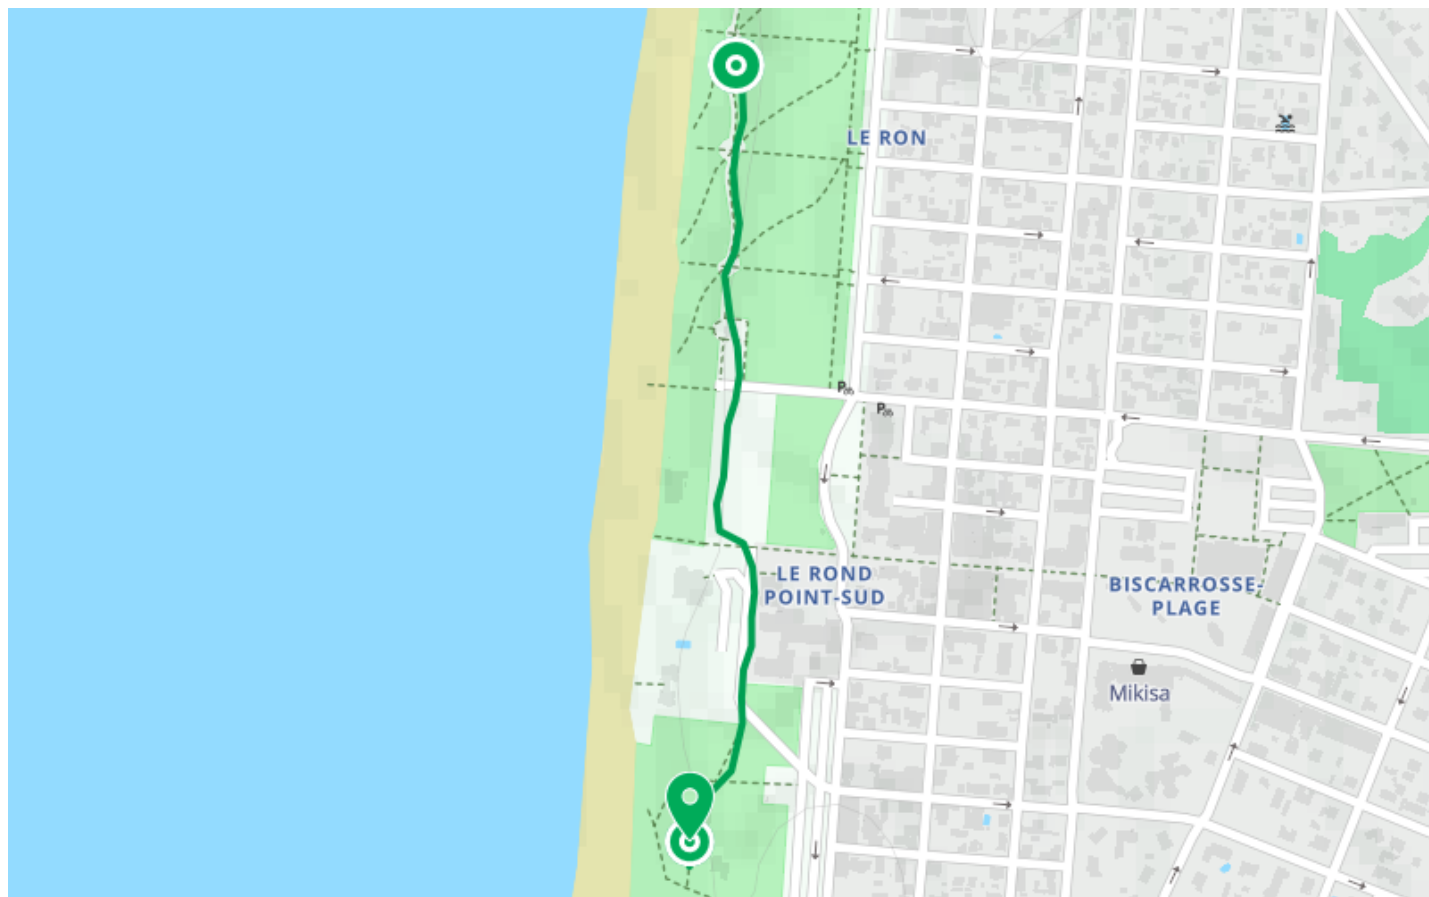 LE RON
P
P
LE ROND
POINT-SUD
BISCARROSSE-
PLAGE
Mikisa